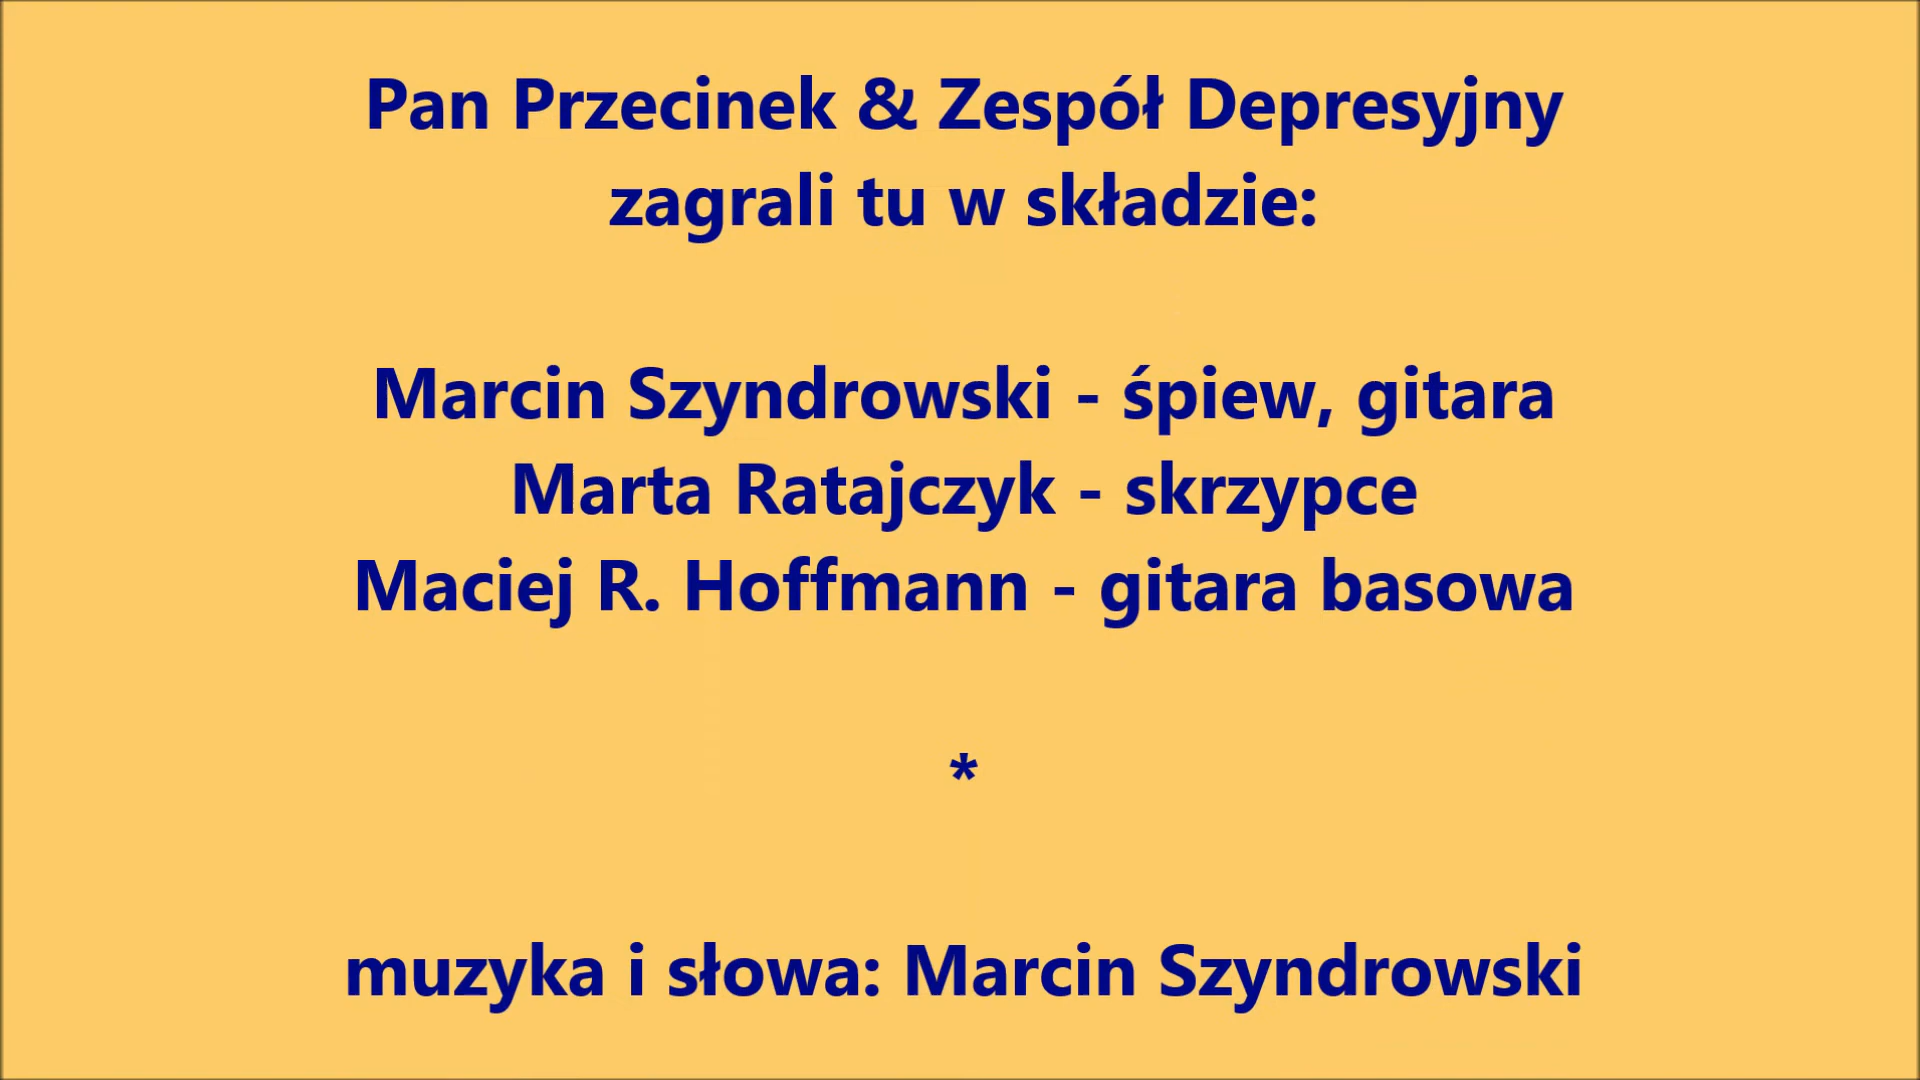 Pan Przecinek & Zespół Depresyjny
zagrali tu w składzie:
Marcin Szyndrowski - śpiew, gitara
Marta Ratajczyk - skrzypce
Maciej R. Hoffmann - gitara basowa
*
muzyka i słowa: Marcin Szyndrowski